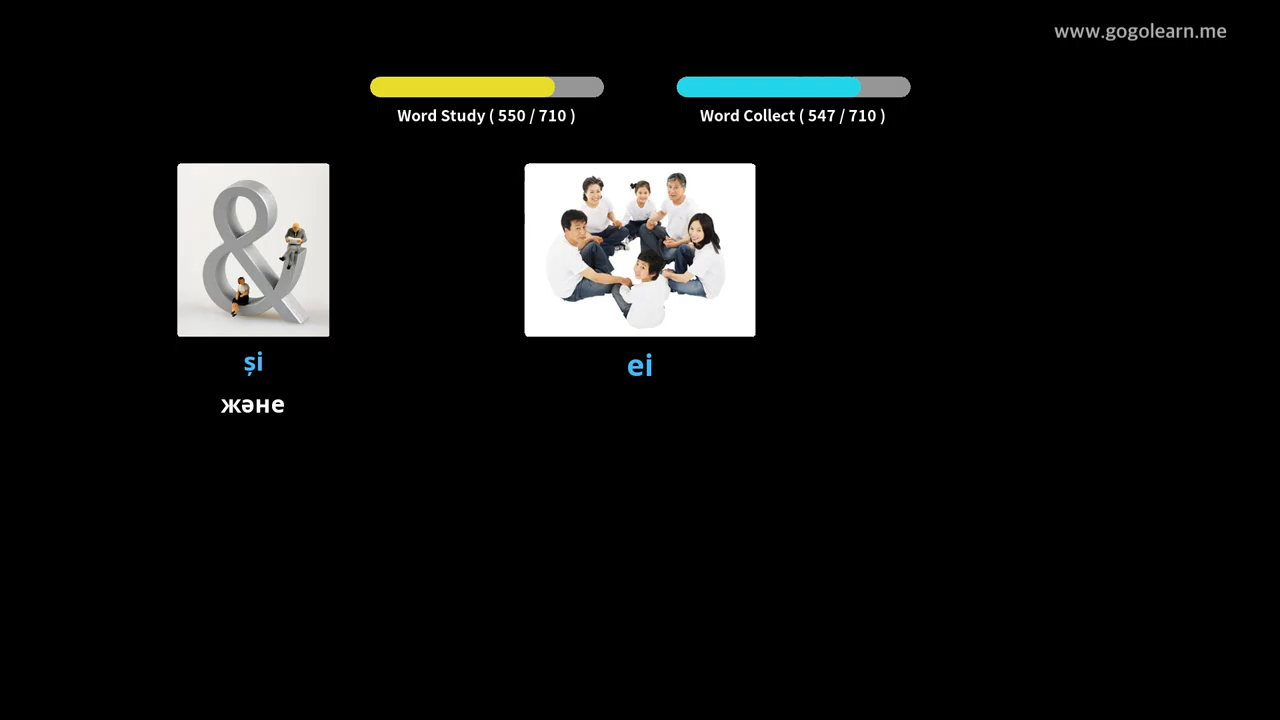 www.gogolearn.me
Word Study ( 550 / 710 )
Word Collect ( 547 / 710 )
&
și
және
ei